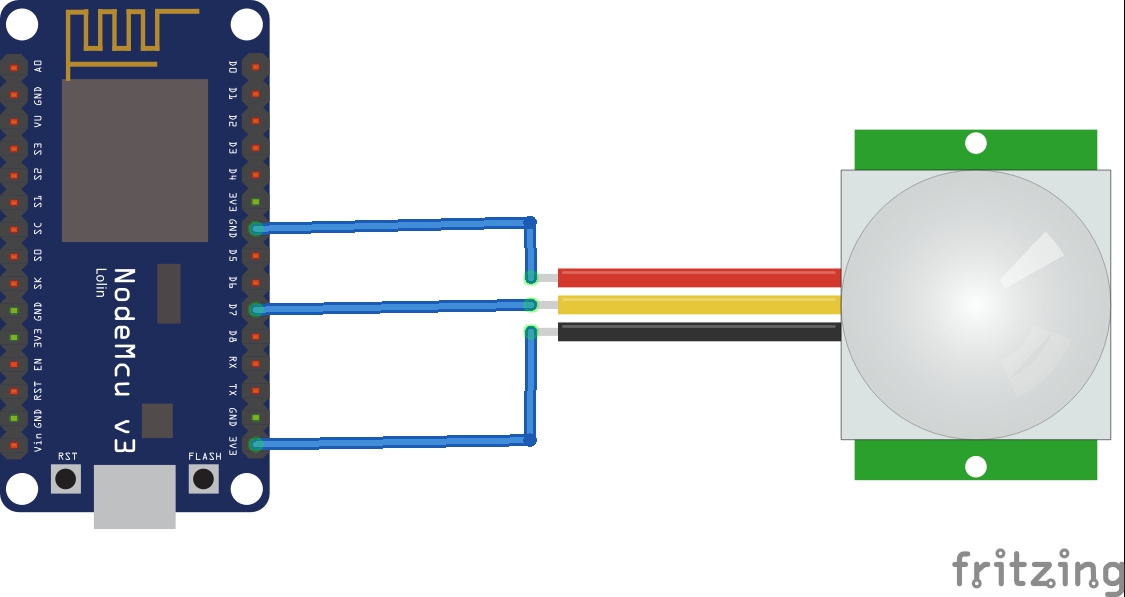 A0
GND
VU
S3
S2
S1
SC
S0
SK
GND
3V3
EN
RST
GND
Vin
D0
D1
D2
D3
D4
3V3
GND
D5
D6
D7
D8
RX
TX
GND
3V3
NodeMcu v3
Lolin
RST
FLASH
fritzing